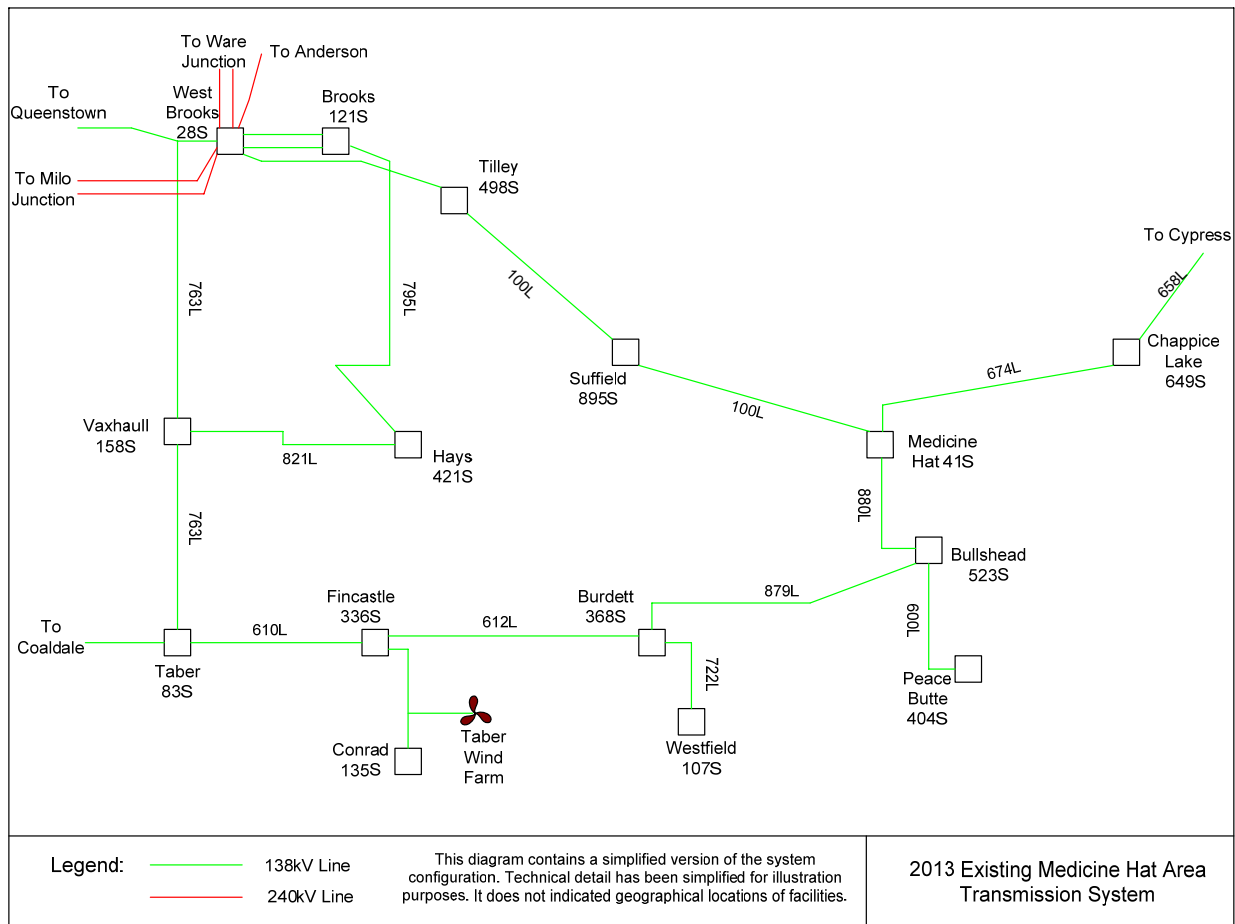 To Ware
Junction
To Anderson
To
Queenstown
West
Brooks
28S
Brooks
121S
To Milo
Junction
Tilley
498S
To Cypress
763L
795L
100L
658L
Chappice
Lake
649S
674L
Suffield
895S
100L
Vaxhaull
158S
821L
Hays
421S
Medicine
Hat 41S
880L
763L
Bullshead
523S
Fincastle
336S
Burdett
368S
879L
600L
To
Coaldale
610L
612L
722L
Taber
83S
Peace
Butte
404S
Taber
Wind
Farm
Conrad
135S
Westfield
107S
Legend:
138kV Line
240kV Line
This diagram contains a simplified version of the system
configuration. Technical detail has been simplified for illustration
purposes. It does not indicated geographical locations of facilities.
2013 Existing Medicine Hat Area
Transmission System